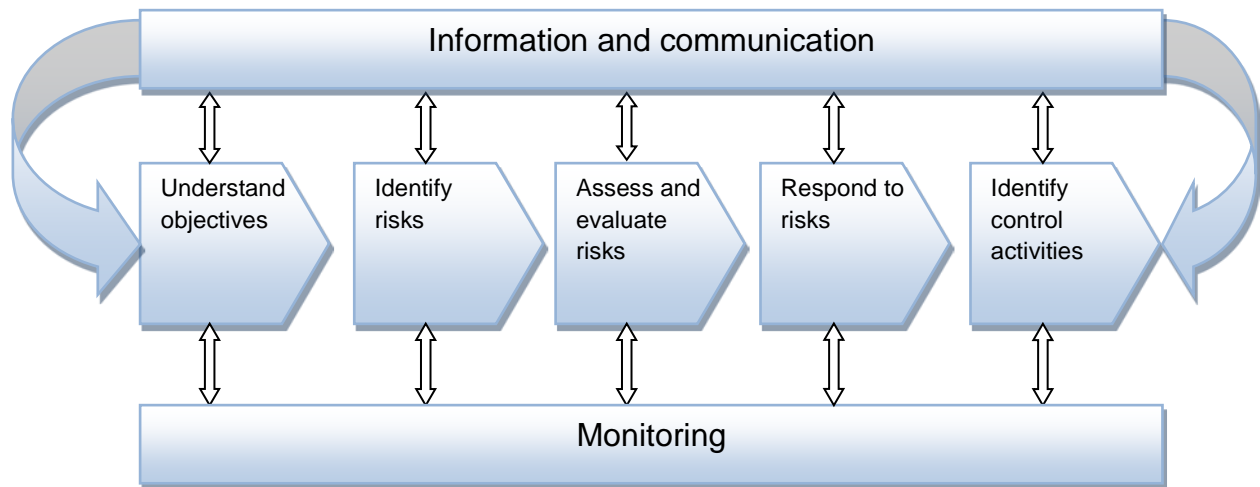 Information and communication
Understand
objectives
Identify
risks
Assess and
evaluate
risks
Respond to
risks
Identify
control
activities
Monitoring